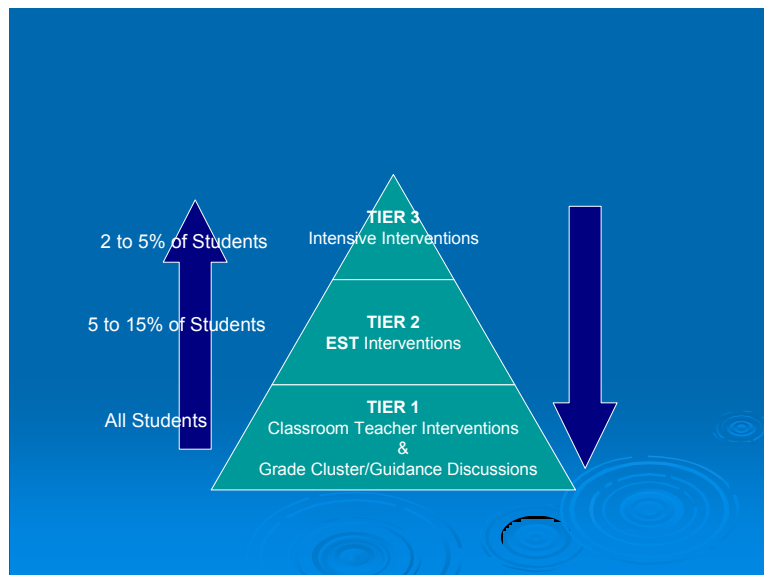 TIER 3
Intensive Interventions
2 to 5% of Students
5 to 15% of Students
TIER 2
EST Interventions
All Students
TIER 1
Classroom Teacher Interventions
&
Grade Cluster/Guidance Discussions